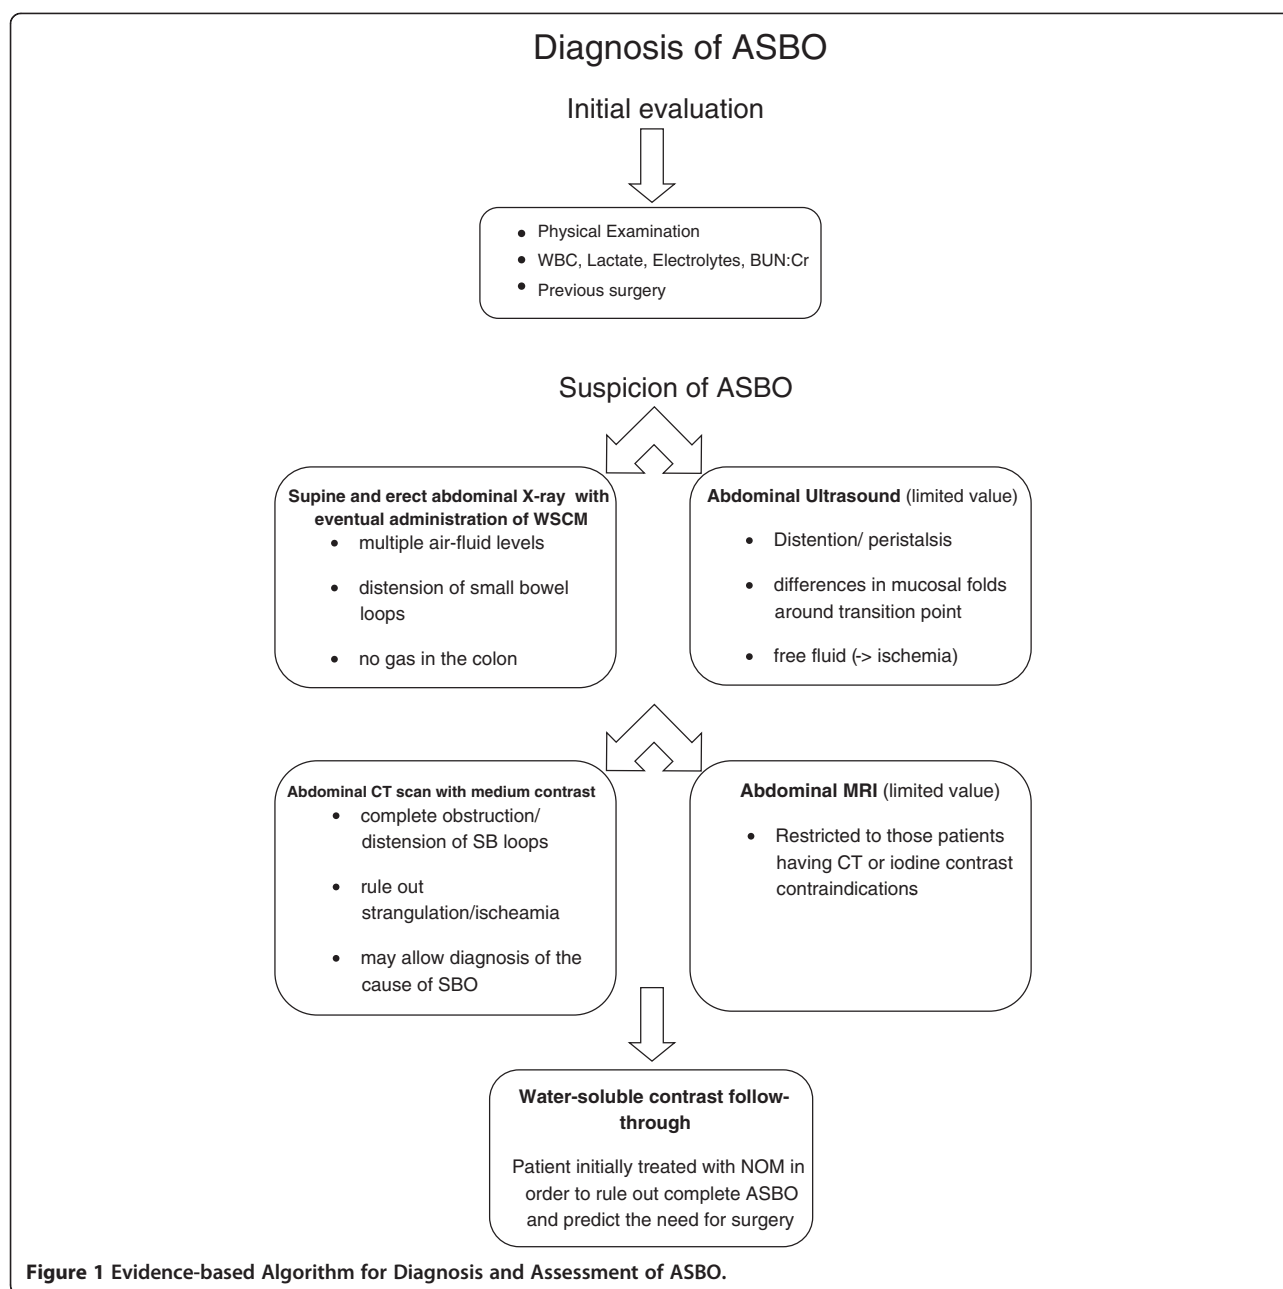 Diagnosis of ASBO
Initial evaluation
• Physical Examination
• WBC, Lactate, Electrolytes, BUN:Cr
• Previous surgery
Suspicion of ASBO
Supine and erect abdominal X-ray with
eventual administration of WSCM
• multiple air-fluid levels
• distension of small bowel
loops
• no gas in the colon
Abdominal Ultrasound (limited value)
• Distention/ peristalsis
• differences in mucosal folds
around transition point
• free fluid (-> ischemia)
Abdominal CT scan with medium contrast
• complete obstruction/
distension of SB loops
• rule out
strangulation/ischeamia
• may allow diagnosis of the
cause of SBO
Abdominal MRI (limited value)
• Restricted to those patients
having CT or iodine contrast
contraindications
Water-soluble contrast follow-
through
Patient initially treated with NOM in
order to rule out complete ASBO
and predict the need for surgery
Figure 1 Evidence-based Algorithm for Diagnosis and Assessment of ASBO.